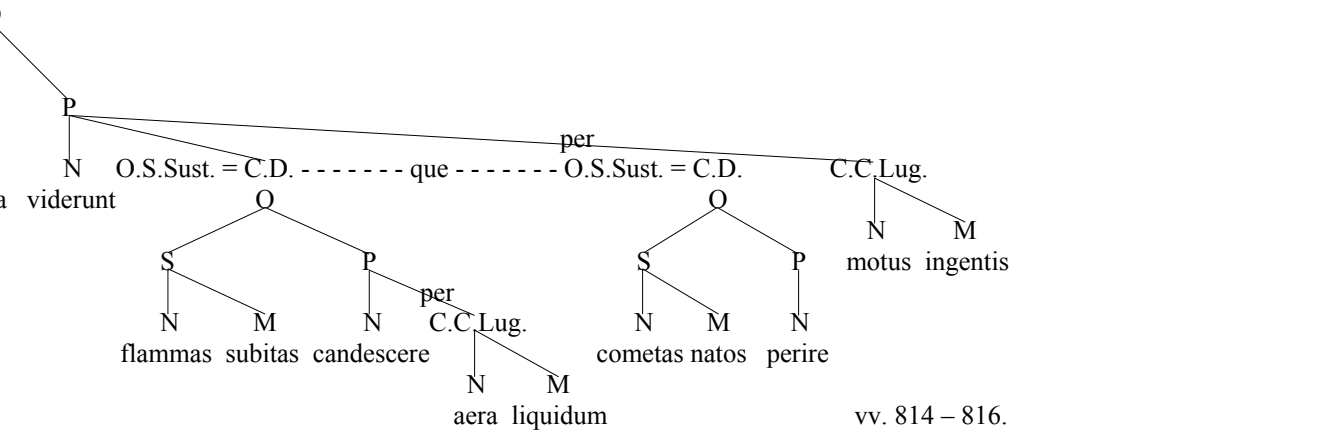 P
per
N O.S.Sust. = C.D. - - - - - - - que - - - - - - - O.S.Sust. = C.D. C.C.Lug.
a viderunt O O
N M
S P S P motus ingentis
per
N M N C.C.Lug. N M N
flammas subitas candescere cometas natos perire
N M
aera liquidum vv. 814 – 816.